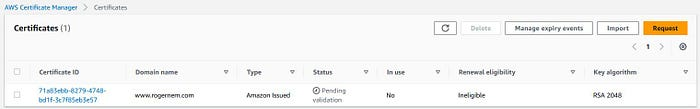 AWS Certificate Manager > Certificates
Certificates (1)
Delete
Manage expiry events
Import
Request
< 1 >
Certificate ID
Domain name
Type
Status
In use
Renewal eligibility
Key algorithm
71a83ebb-8279-4748-
bd1f-3c7f83eb3e57
www.rogernem.com
Amazon Issued
Pending
validation
No
Ineligible
RSA 2048